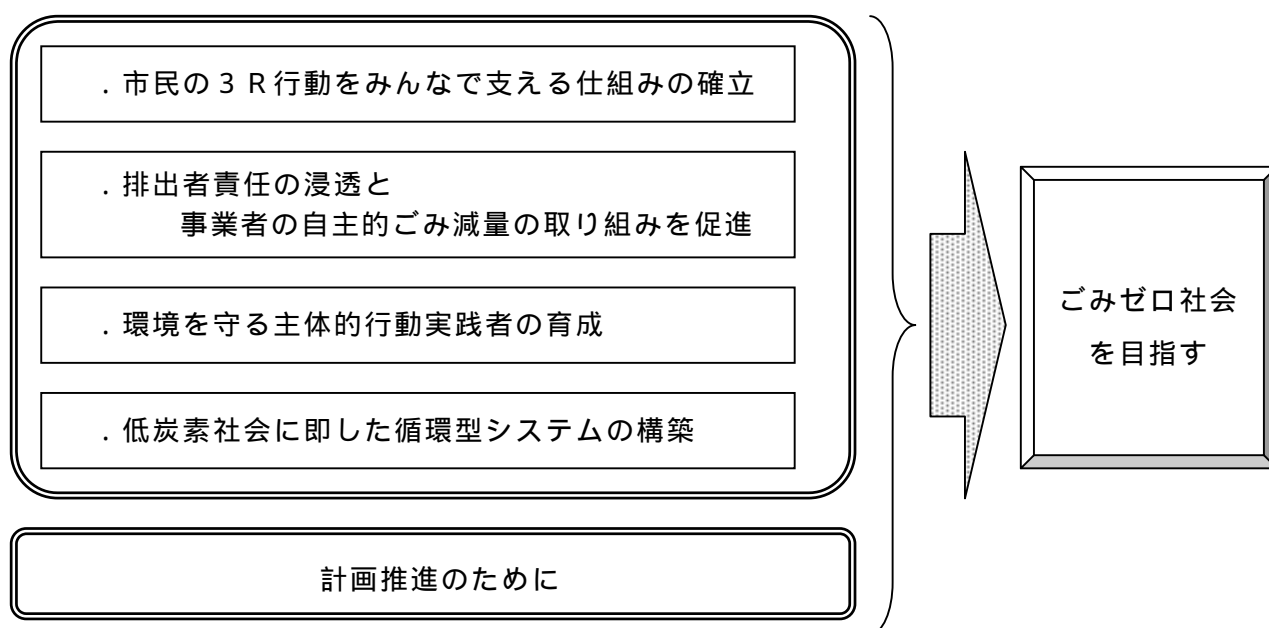 . 市民の３Ｒ行動をみんなで支える仕組みの確立
. 排出者責任の浸透と
事業者の自主的ごみ減量の取り組みを促進
. 環境を守る主体的行動実践者の育成
. 低炭素社会に即した循環型システムの構築
計画推進のために
ごみゼロ社会
を目指す